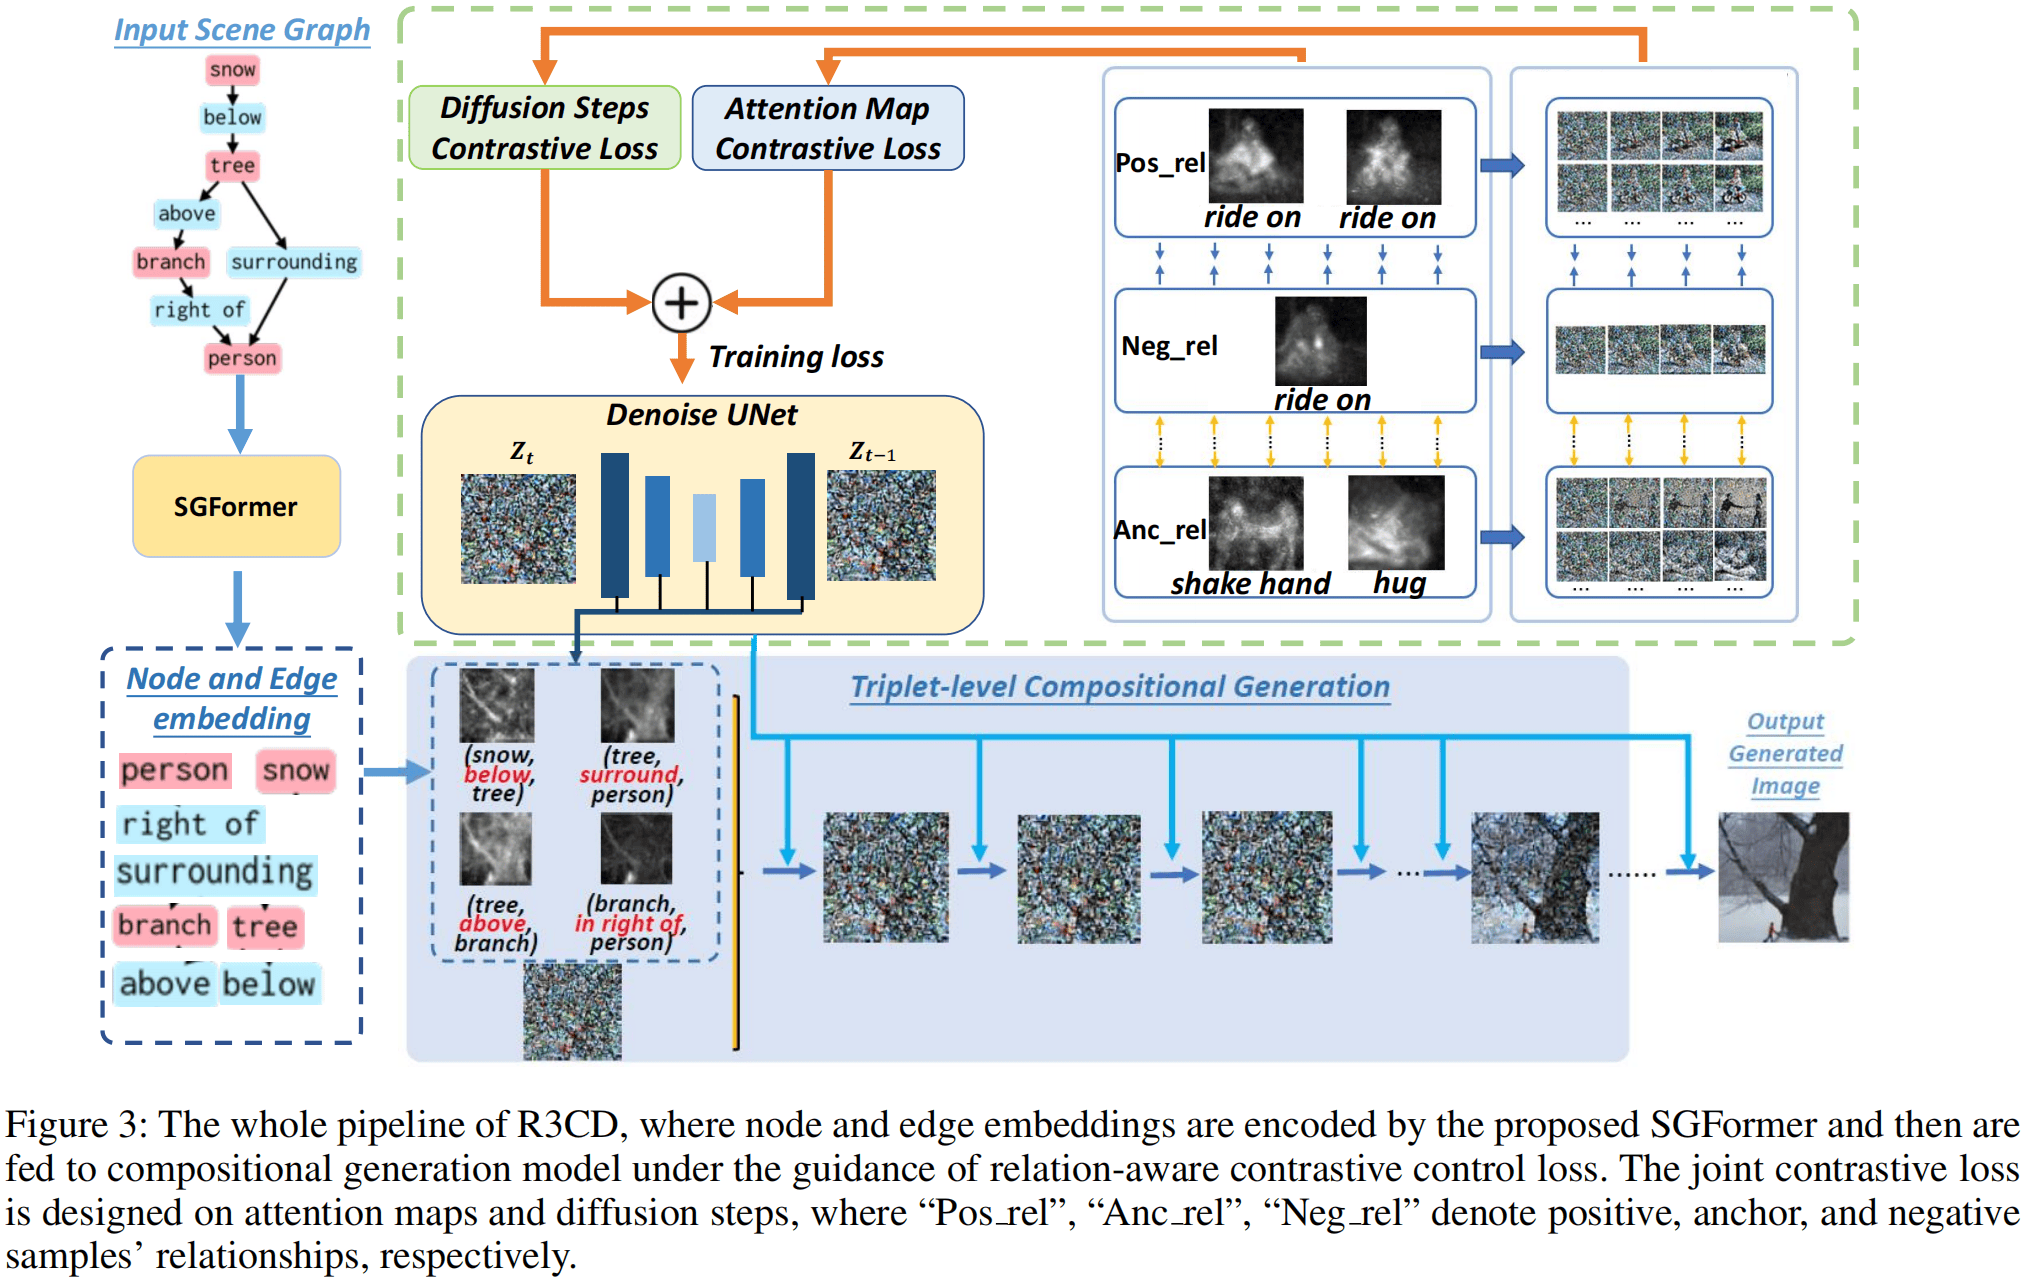 Input Scene Graph
snow
below
tree
above
branch
surrounding
right of
person
SGFormer
Node and Edge
embedding
person snow
right of
surrounding
branch tree
above below
Diffusion Steps
Contrastive Loss
Attention Map
Contrastive Loss
Training loss
Denoise UNet
Zt
Zt−1
Pos_rel
ride on
ride on
...
Neg_rel
ride on
Anc_rel
shake hand
hug
...
Triplet-level Compositional Generation
(snow,
below,
tree)
(tree,
surround,
person)
(tree,
above,
branch)
(branch,
in right of,
person)
...
......
Output
Generated
Image
Figure 3: The whole pipeline of R3CD, where node and edge embeddings are encoded by the proposed SGFormer and then are
fed to compositional generation model under the guidance of relation-aware contrastive control loss. The joint contrastive loss
is designed on attention maps and diffusion steps, where “Pos_rel”, “Anc_rel”, “Neg_rel” denote positive, anchor, and negative
samples’ relationships, respectively.